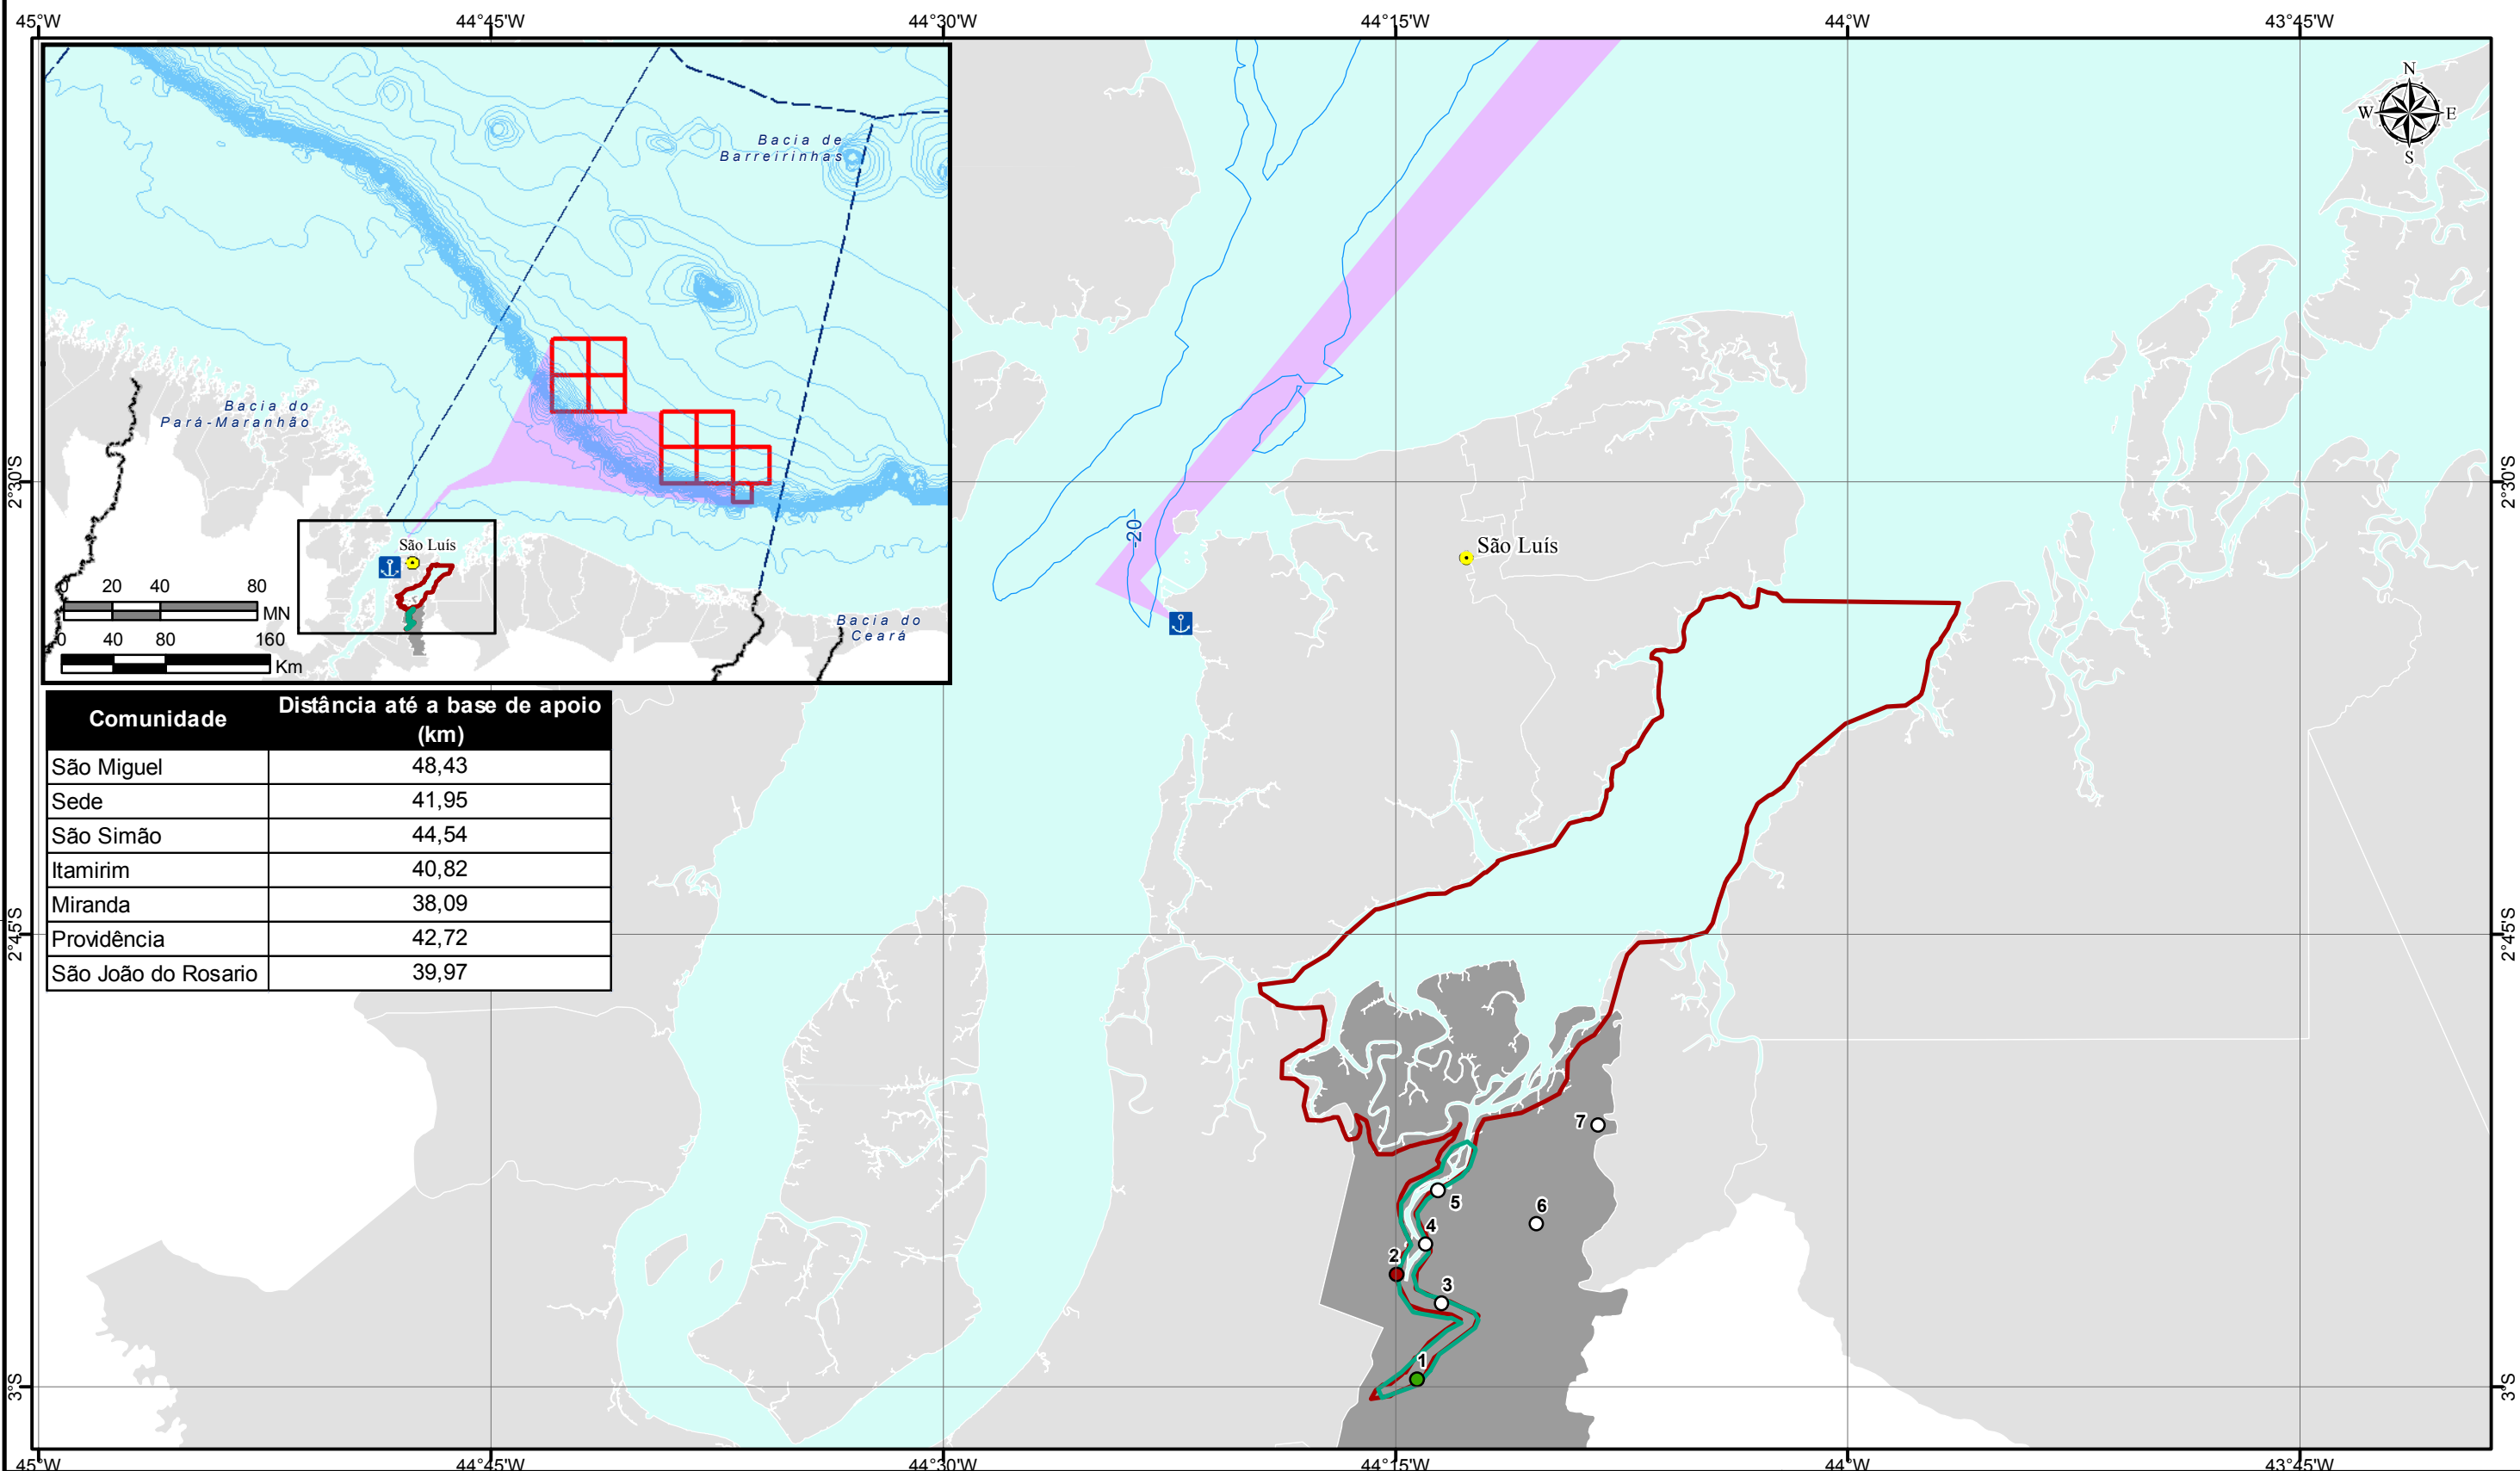 45°W
44°45'W
44°30'W
44°15'W
44°W
43°45'W
N
W
E
S
Bacia de
Barreirinhas
Bacia do
Pará-Maranhão
São Luís
0 20 40 80
MN
0 40 80 160
Km
Bacia do
Ceará
2°30'S
2°30'S
-20
São Luís
Comunidade
Distância até a base de apoio
(km)
São Miguel 48,43
Sede 41,95
São Simão 44,54
Itamirim 40,82
Miranda 38,09
Providência 42,72
São João do Rosario 39,97
2°45'S
2°45'S
7
5
6
4
2
3
1
3°S
3°S
45°W
44°45'W
44°30'W
44°15'W
44°W
43°45'W